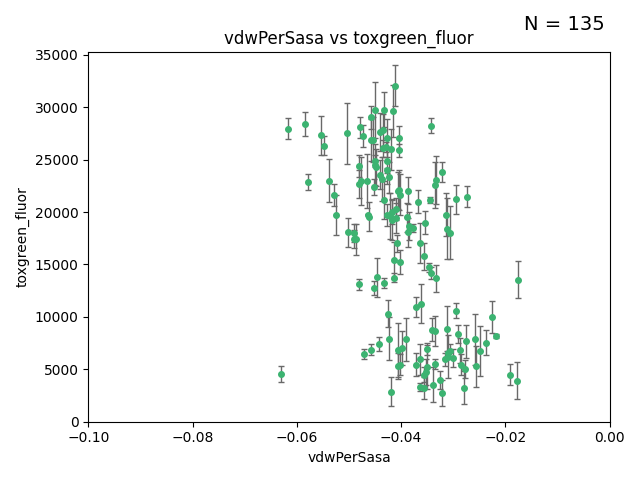 N = 135
vdwPerSasa vs toxgreen_fluor
35000
30000
25000
20000
15000
10000
5000
0
toxgreen_fluor
−0.10 −0.08 −0.06 −0.04 −0.02 0.00
vdwPerSasa